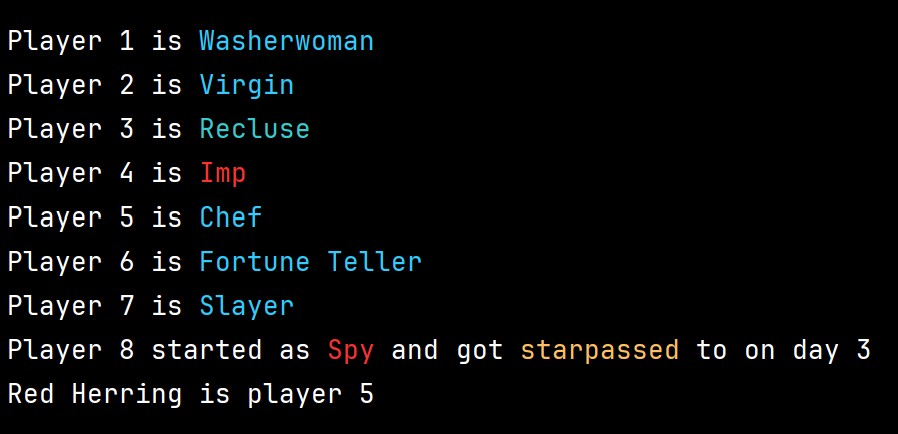 Player 1 is Washerwoman
Player 2 is Virgin
Player 3 is Recluse
Player 4 is Imp
Player 5 is Chef
Player 6 is Fortune Teller
Player 7 is Slayer
Player 8 started as Spy and got starpassed to on day 3
Red Herring is player 5